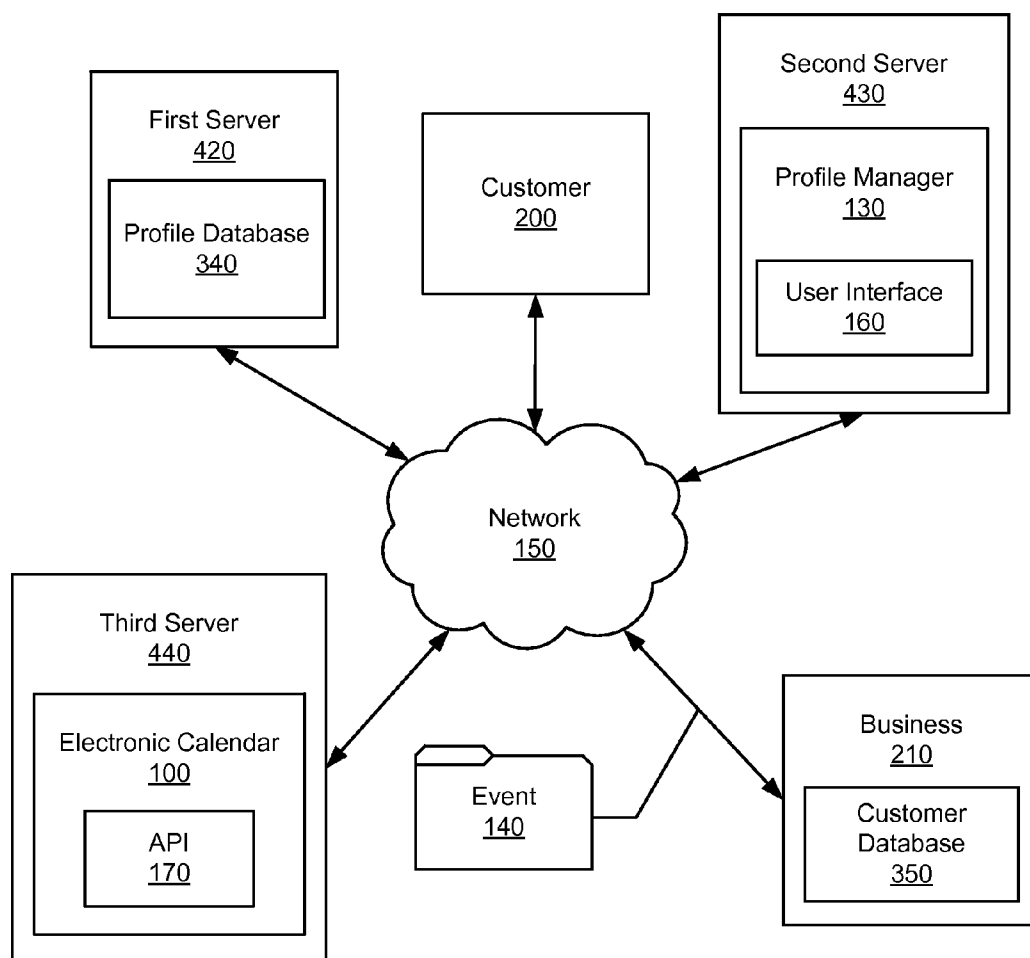 First Server
420
Profile Database
340
Customer
200
Second Server
430
Profile Manager
130
User Interface
160
Network
150
Third Server
440
Electronic Calendar
100
API
170
Event
140
Business
210
Customer
Database
350